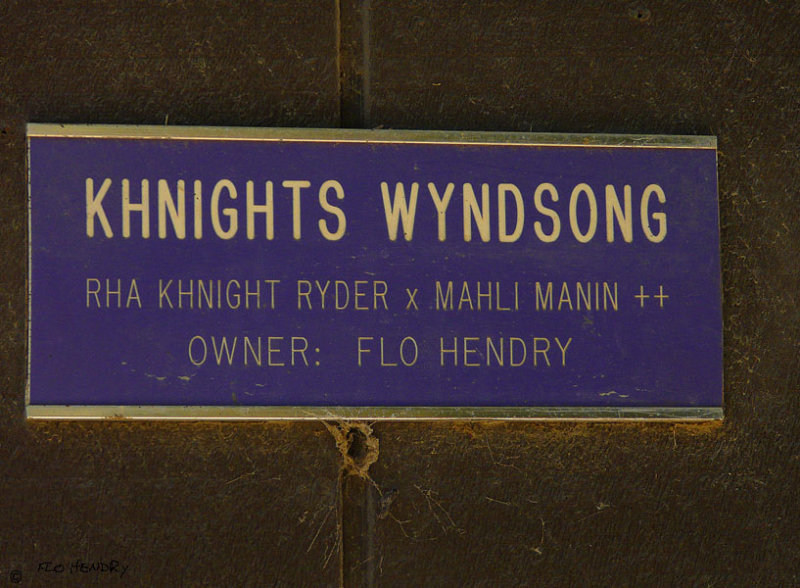 KHNIGHTS WYNDSONG
RHA KHNIGHT RYDER x MAHLI MANIN ++
OWNER: FLO HENDRY
© FLO HENDRY